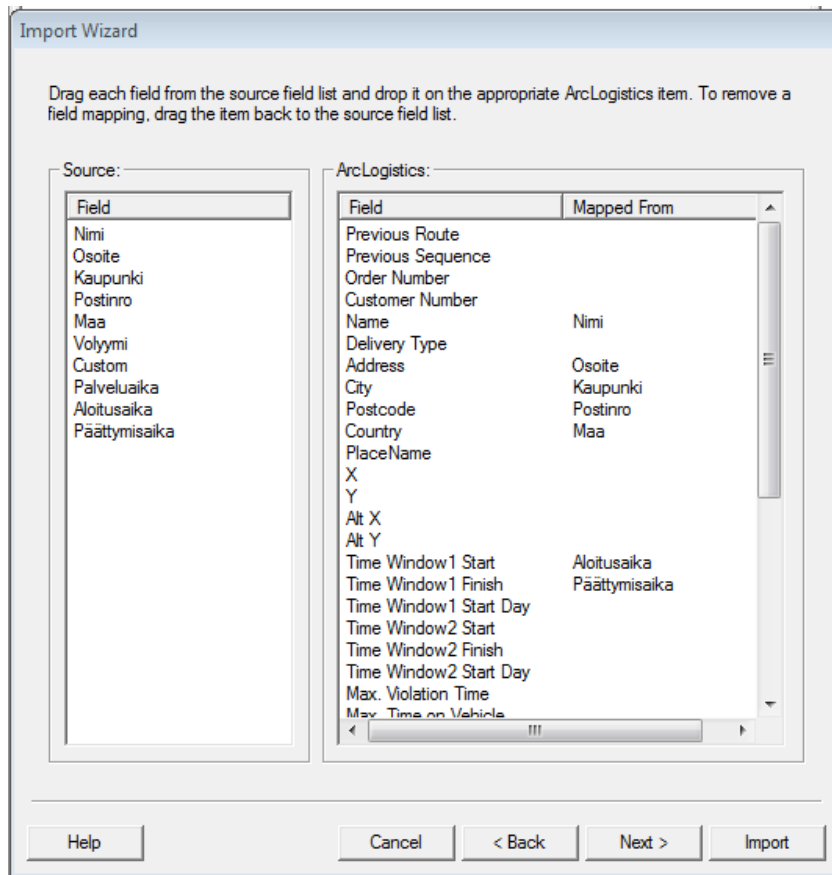 Import Wizard
Drag each field from the source field list and drop it on the appropriate ArcLogistics item. To remove a
field mapping, drag the item back to the source field list.
Source:
Field
Nimi
Osoite
Kaupunki
Postinro
Maa
Volyymi
Custom
Palveluaika
Aloitusaika
Päättymisaika
ArcLogistics:
Field Mapped From
Previous Route
Previous Sequence
Order Number
Customer Number
Name Nimi
Delivery Type
Address Osoite
City Kaupunki
Postcode Postinro
Country Maa
PlaceName
X
Y
Alt X
Alt Y
Time Window1 Start Aloitusaika
Time Window1 Finish Päättymisaika
Time Window1 Start Day
Time Window2 Start
Time Window2 Finish
Time Window2 Start Day
Max. Violation Time
Max. Time on Vehicle
Help Cancel < Back Next > Import